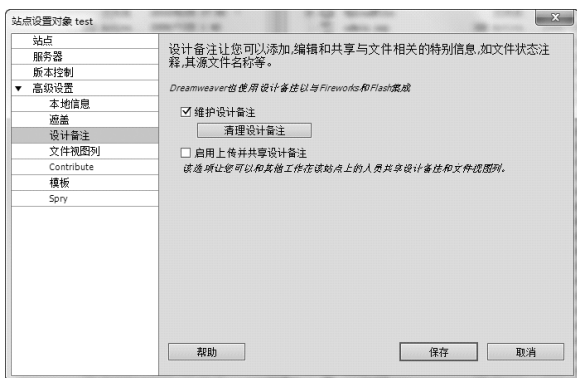 站点设置对象 test
站点
服务器
版本控制
高级设置
本地信息
遮盖
设计备注
文件视图列
Contribute
模板
Spry
设计备注让您可以添加,编辑和共享与文件相关的特别信息,如文件状态注
释,其源文件名称等。
Dreamweaver也使用设计备注以与Fireworks和Flash集成
维护设计备注
清理设计备注
启用上传并共享设计备注
该选项让您可以和其他工作在该站点上的人员共享设计备注和文件视图列。
帮助
保存
取消